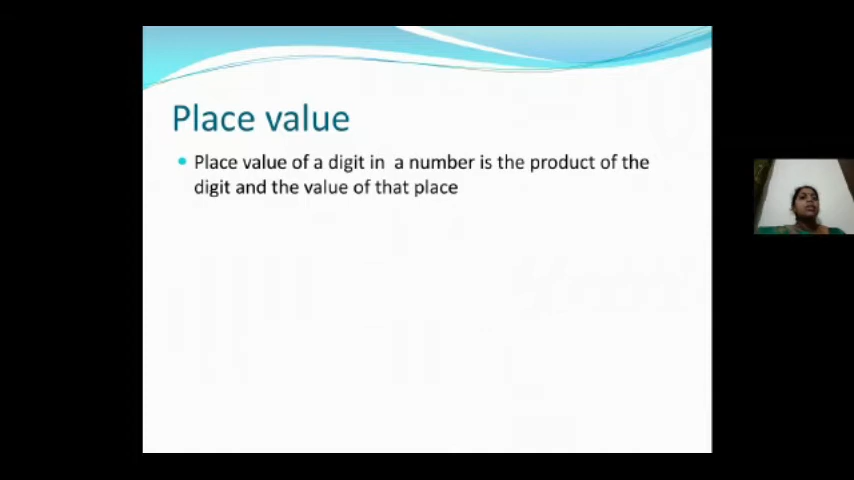 Place value
• Place value of a digit in a number is the product of the
digit and the value of that place